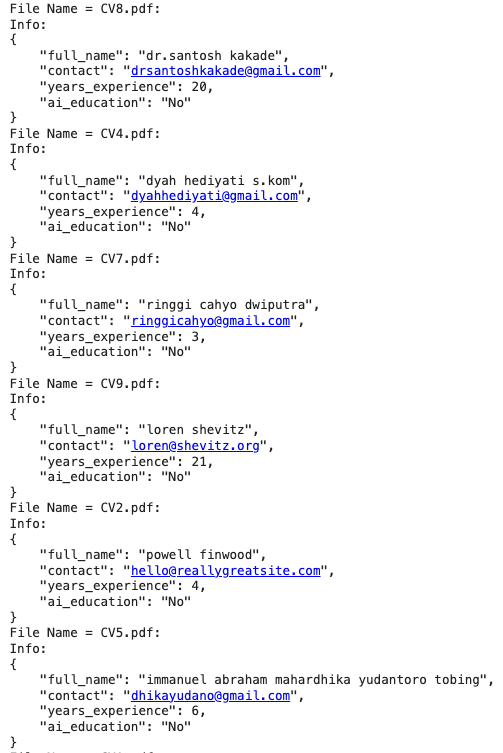 File Name = CV8.pdf:
Info:
{
    "full_name": "dr.santosh kakade",
    "contact": "drsantoshkakade@gmail.com",
    "years_experience": 20,
    "ai_education": "No"
}
File Name = CV4.pdf:
Info:
{
    "full_name": "dyah hediyati s.kom",
    "contact": "dyahhediyati@gmail.com",
    "years_experience": 4,
    "ai_education": "No"
}
File Name = CV7.pdf:
Info:
{
    "full_name": "ringgi cahyo dwiputra",
    "contact": "ringgicahyo@gmail.com",
    "years_experience": 3,
    "ai_education": "No"
}
File Name = CV9.pdf:
Info:
{
    "full_name": "loren shevitz",
    "contact": "loren@shevitz.org",
    "years_experience": 21,
    "ai_education": "No"
}
File Name = CV2.pdf:
Info:
{
    "full_name": "powell finwood",
    "contact": "hello@reallygreatsite.com",
    "years_experience": 4,
    "ai_education": "No"
}
File Name = CV5.pdf:
Info:
{
    "full_name": "immanuel abraham mahardhika yudantoro tobing",
    "contact": "dhikayudano@gmail.com",
    "years_experience": 6,
    "ai_education": "No"
}